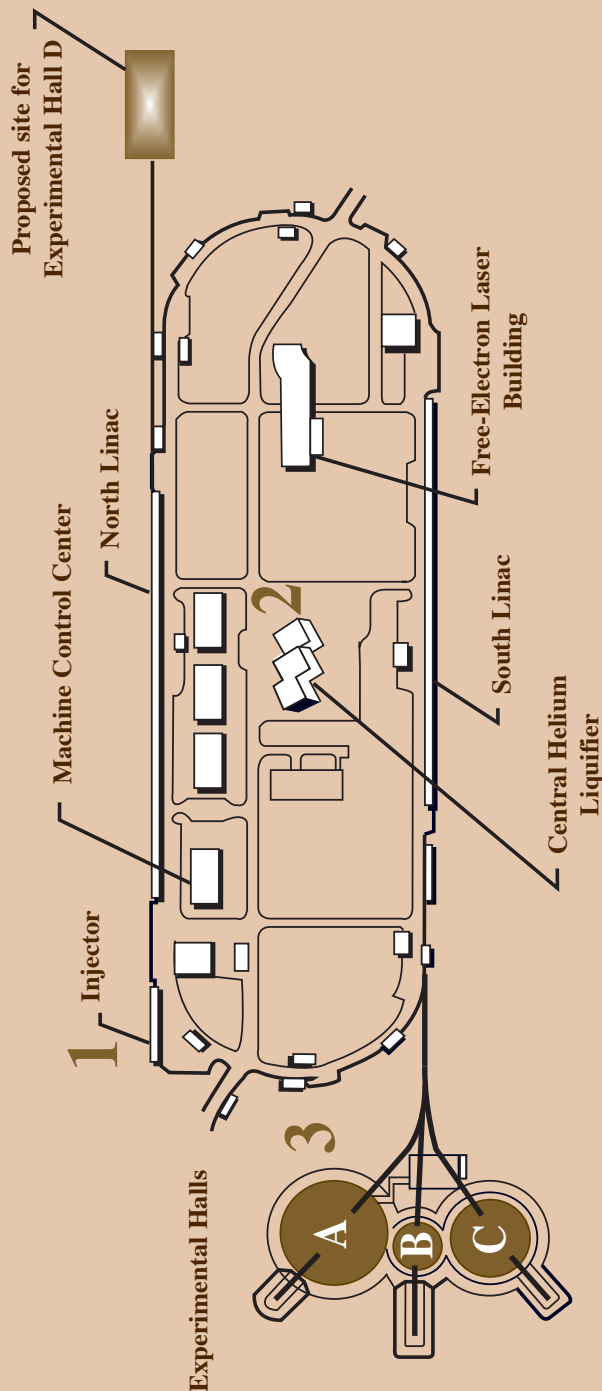 Proposed site for
Experimental Hall D
North Linac
Machine Control Center
Injector
1
2
3
Free-Electron Laser
Building
South Linac
Central Helium
Liquifier
Experimental Halls
A
B
C